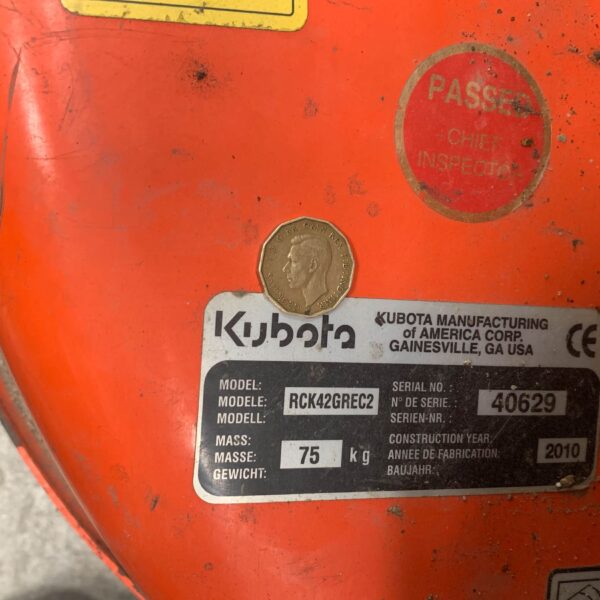 PASSED
CHIEF
INSPECTOR
Kubota
KUBOTA MANUFACTURING
of AMERICA CORP.
GAINESVILLE, GA USA
CE
MODEL:
MODELE:
MODELL:
RCK42GREC2
SERIAL NO. :
N° DE SERIE. :
SERIEN-NR. :
40629
MASS:
MASSE:
GEWICHT:
75 kg
CONSTRUCTION YEAR.
ANNEE DE FABRICATION:
BAUJAHR:
2010